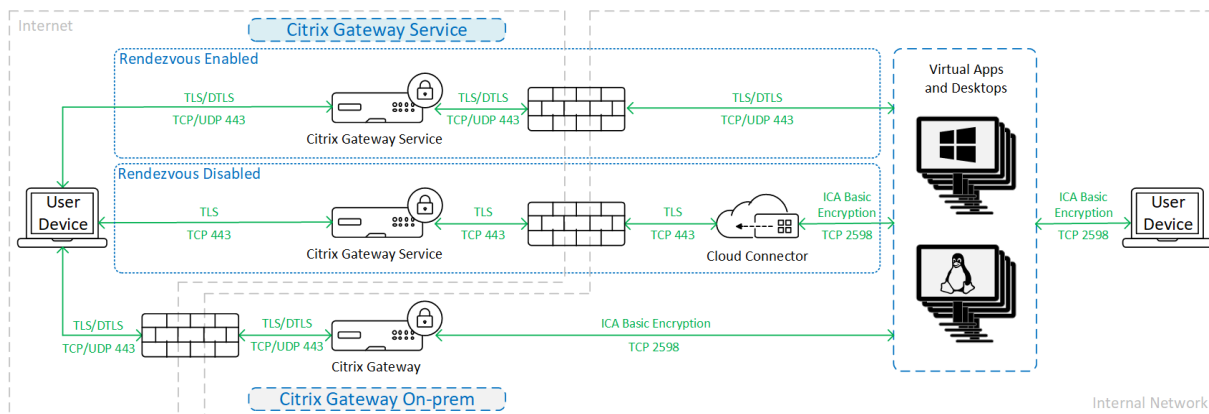 Internet
Citrix Gateway Service
Rendezvous Enabled
TLS/DTLS
TCP/UDP 443
Citrix Gateway Service
TLS/DTLS
TCP/UDP 443
TLS/DTLS
TCP/UDP 443
Virtual Apps
and Desktops
Rendezvous Disabled
User
Device
TLS
TCP 443
Citrix Gateway Service
TLS
TCP 443
TLS
TCP 443
Cloud Connector
ICA Basic
Encryption
TCP 2598
ICA Basic
Encryption
TCP 2598
User
Device
TLS/DTLS
TCP/UDP 443
TLS/DTLS
TCP/UDP 443
Citrix Gateway
ICA Basic Encryption
TCP 2598
Citrix Gateway On-prem
Internal Network